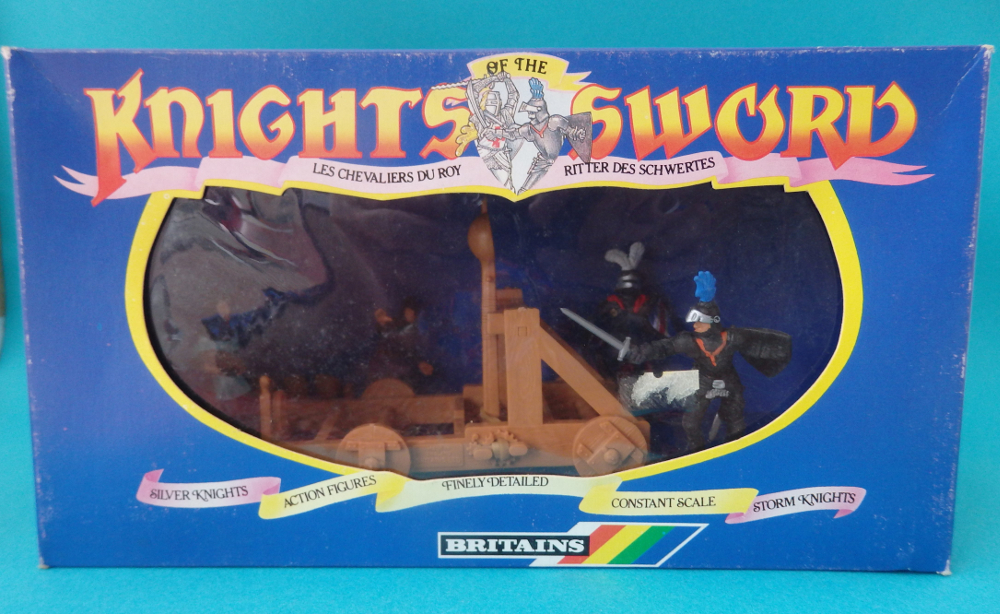 OF THE
KNIGHTS SWORD
LES CHEVALIERS DU ROY RITTER DES SCHWERTES
SILVER KNIGHTS ACTION FIGURES FINELY DETAILED CONSTANT SCALE STORM KNIGHTS
BRITAINS